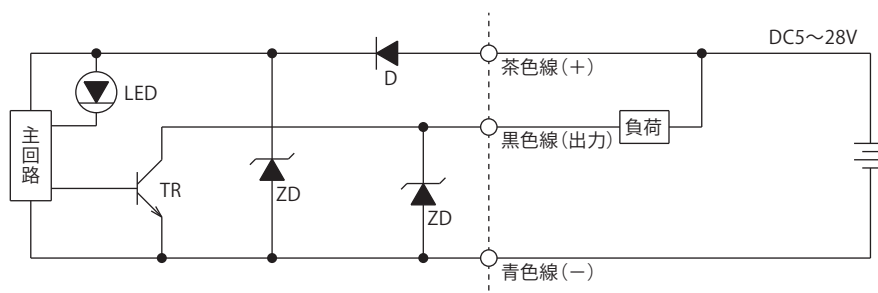 DC5～28V
茶色線（＋）
D
LED
黒色線（出力）
負荷
主回路
TR
ZD
ZD
青色線（－）